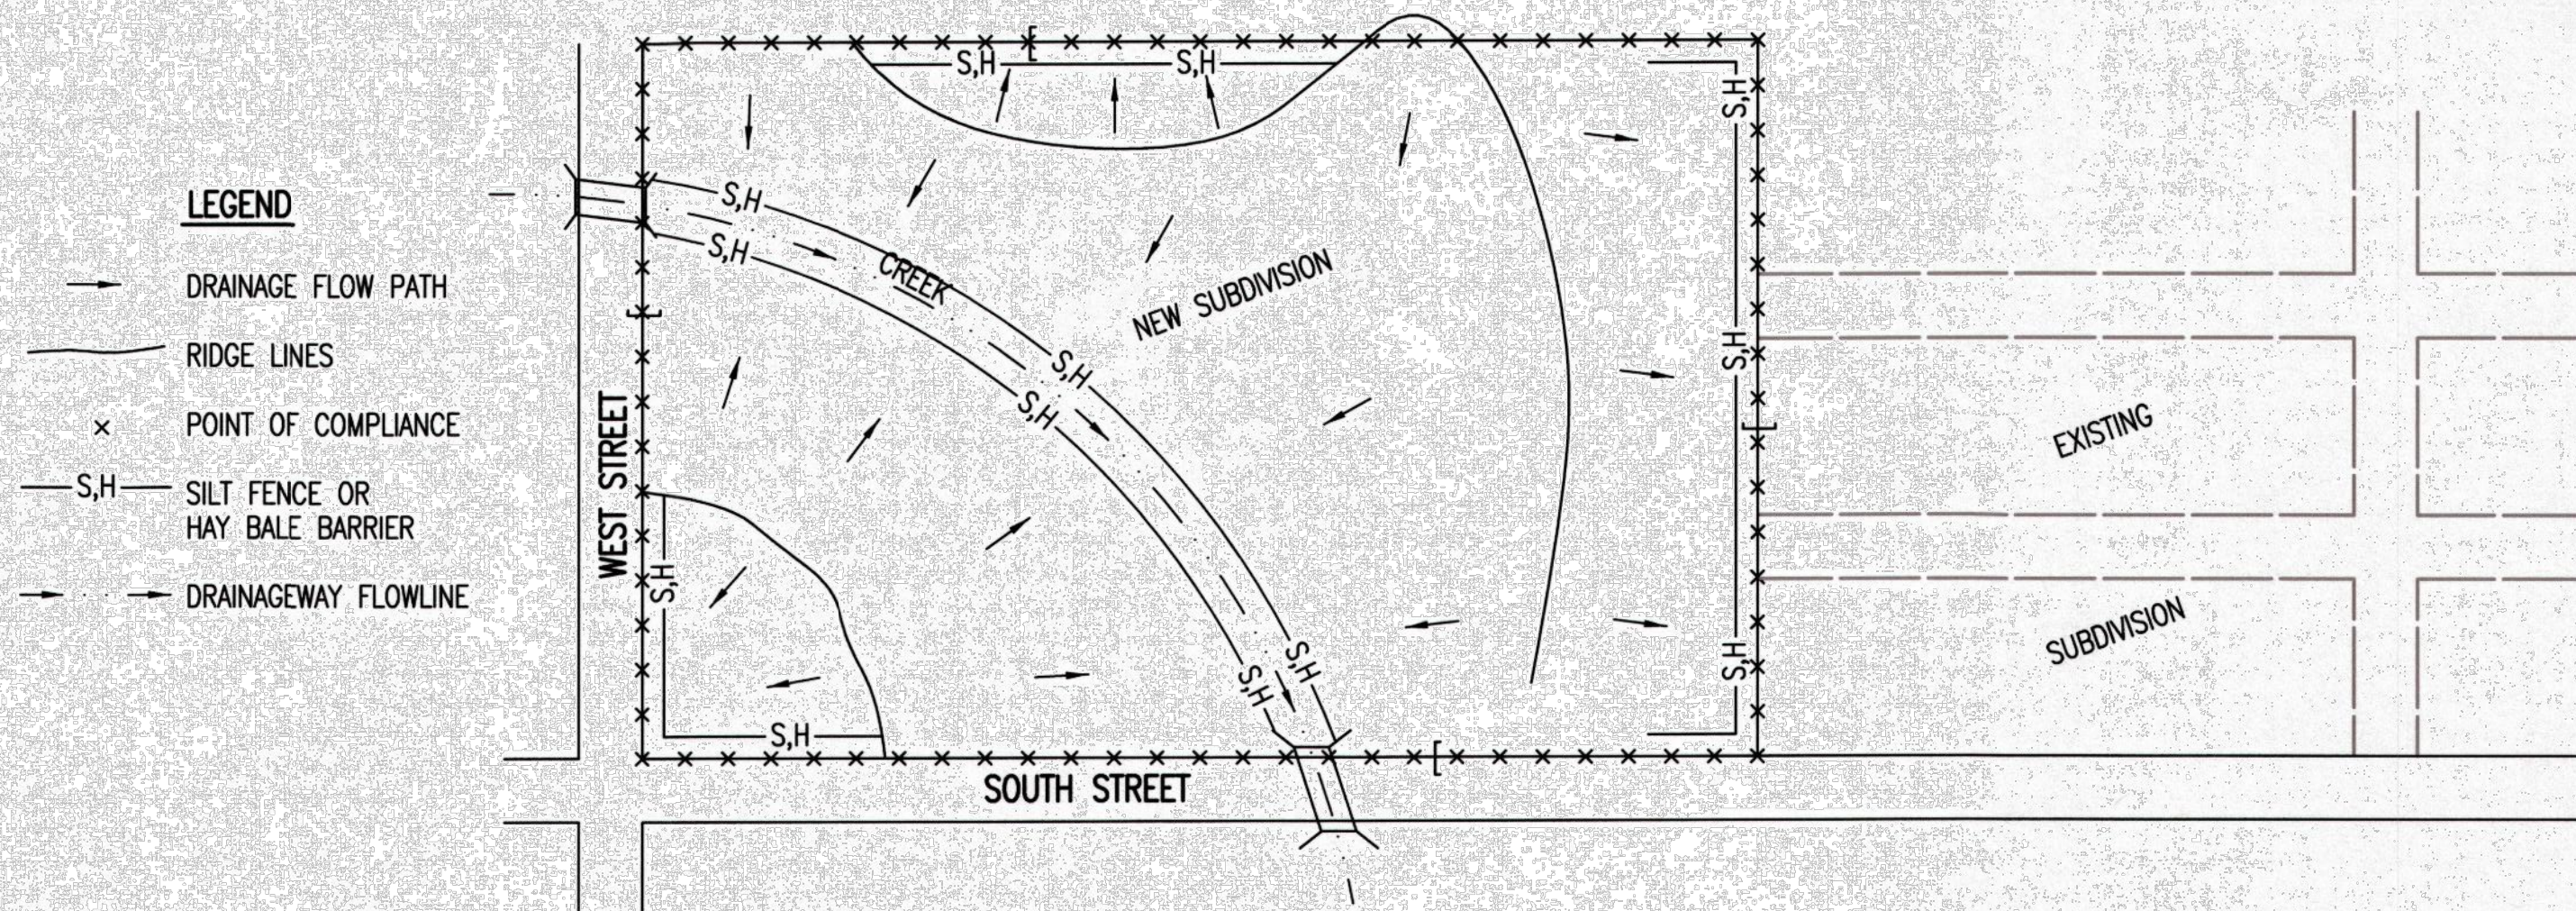 LEGEND
DRAINAGE FLOW PATH
RIDGE LINES
POINT OF COMPLIANCE
S,H
SILT FENCE OR
HAY BALE BARRIER
DRAINAGEWAY FLOWLINE
WEST STREET
S,H
S,H
S,H
S,H
S,H
CREEK
NEW SUBDIVISION
S,H
S,H
S,H
S,H
S,H
S,H
S,H
S,H
S,H
SOUTH STREET
EXISTING
SUBDIVISION